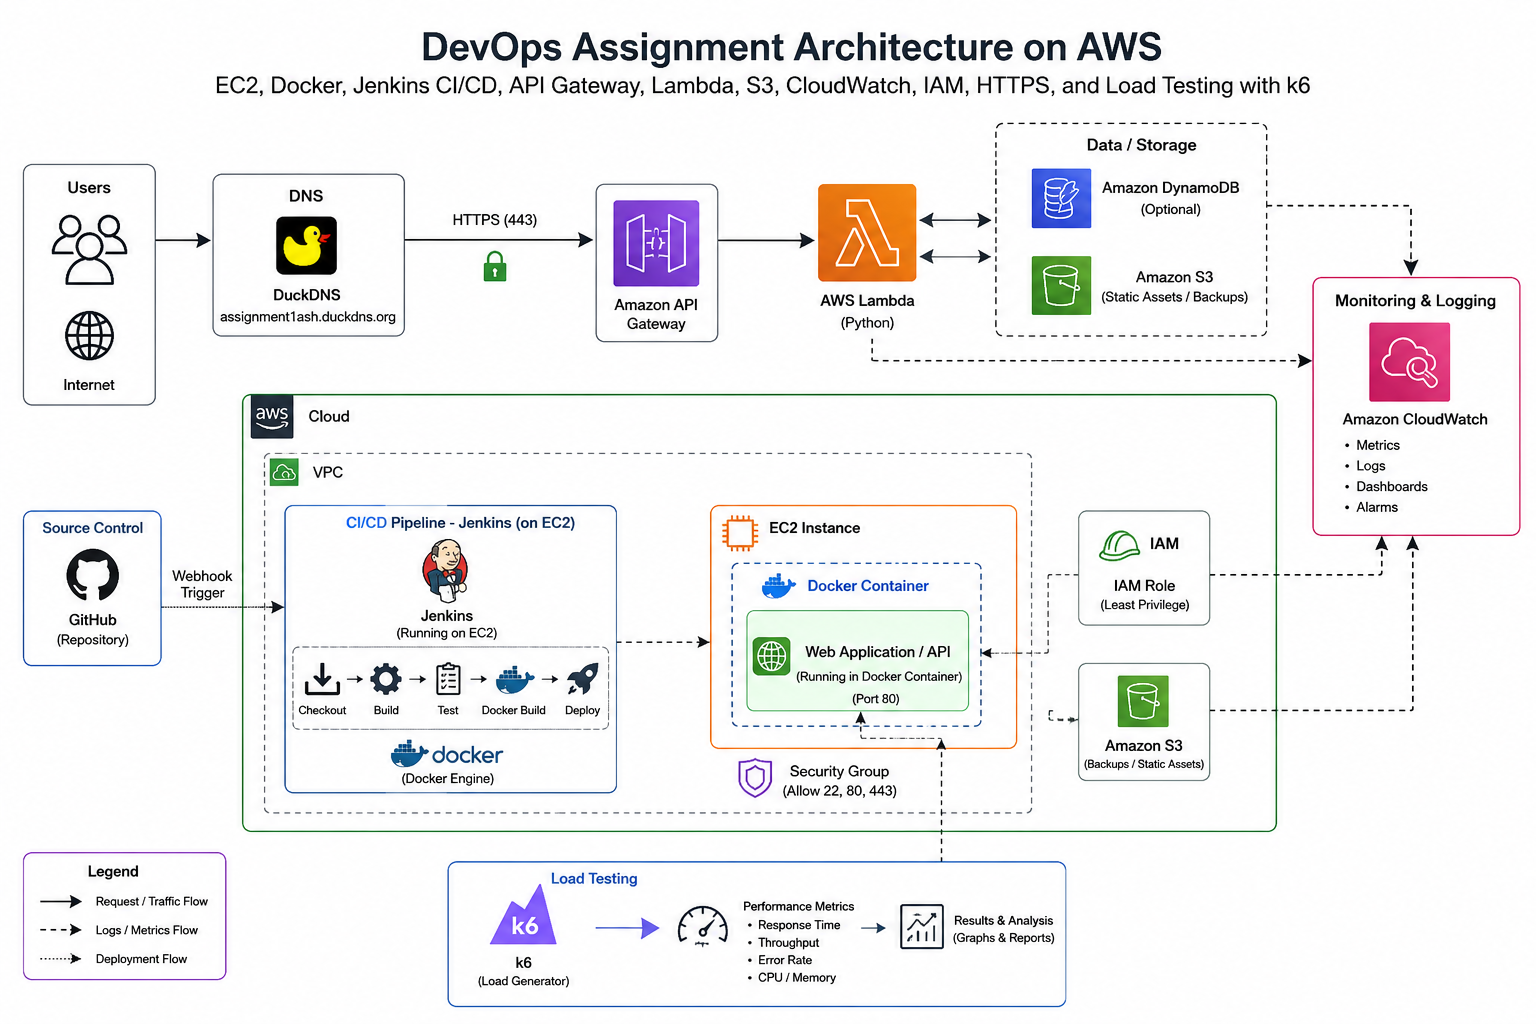 DevOps Assignment Architecture on AWS
EC2, Docker, Jenkins CI/CD, API Gateway, Lambda, S3, CloudWatch, IAM, HTTPS, and Load Testing with k6
Users
Internet
DNS
DuckDNS
assignment1ash.duckdns.org
HTTPS (443)
Amazon API
Gateway
AWS Lambda
(Python)
Data / Storage
Amazon DynamoDB
(Optional)
Amazon S3
(Static Assets / Backups)
Monitoring & Logging
Amazon CloudWatch
• Metrics
• Logs
• Dashboards
• Alarms
aws
Cloud
VPC
Source Control
GitHub
(Repository)
Webhook
Trigger
CI/CD Pipeline - Jenkins (on EC2)
Jenkins
(Running on EC2)
Checkout
Build
Test
Docker Build
Deploy
docker
(Docker Engine)
EC2 Instance
Docker Container
Web Application / API
(Running in Docker Container)
(Port 80)
Security Group
(Allow 22, 80, 443)
IAM
IAM Role
(Least Privilege)
Amazon S3
(Backups / Static Assets)
Legend
Request / Traffic Flow
Logs / Metrics Flow
Deployment Flow
Load Testing
k6
k6
(Load Generator)
Performance Metrics
• Response Time
• Throughput
• Error Rate
• CPU / Memory
Results & Analysis
(Graphs & Reports)